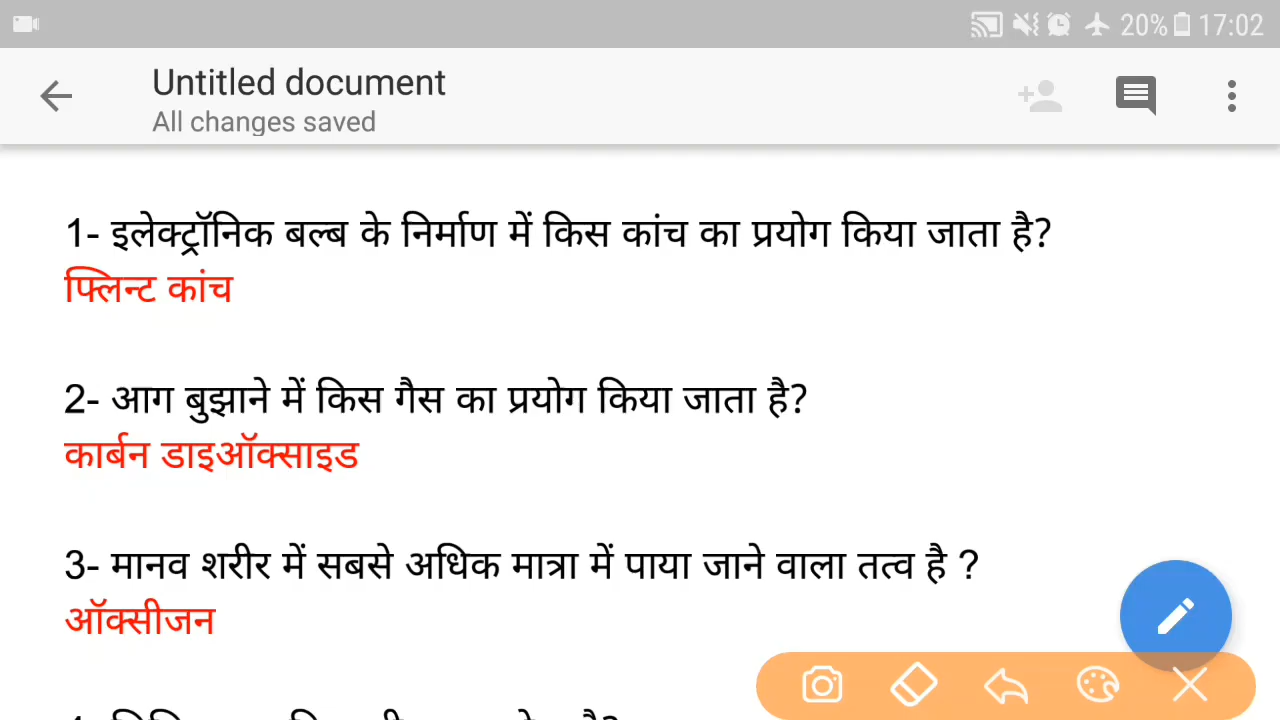 20% 17:02
Untitled document
All changes saved
1- इलेक्ट्रॉनिक बल्ब के निर्माण में किस कांच का प्रयोग किया जाता है?
फ्लिन्ट कांच
2- आग बुझाने में किस गैस का प्रयोग किया जाता है?
कार्बन डाइऑक्साइड
3- मानव शरीर में सबसे अधिक मात्रा में पाया जाने वाला तत्व है ?
ऑक्सीजन